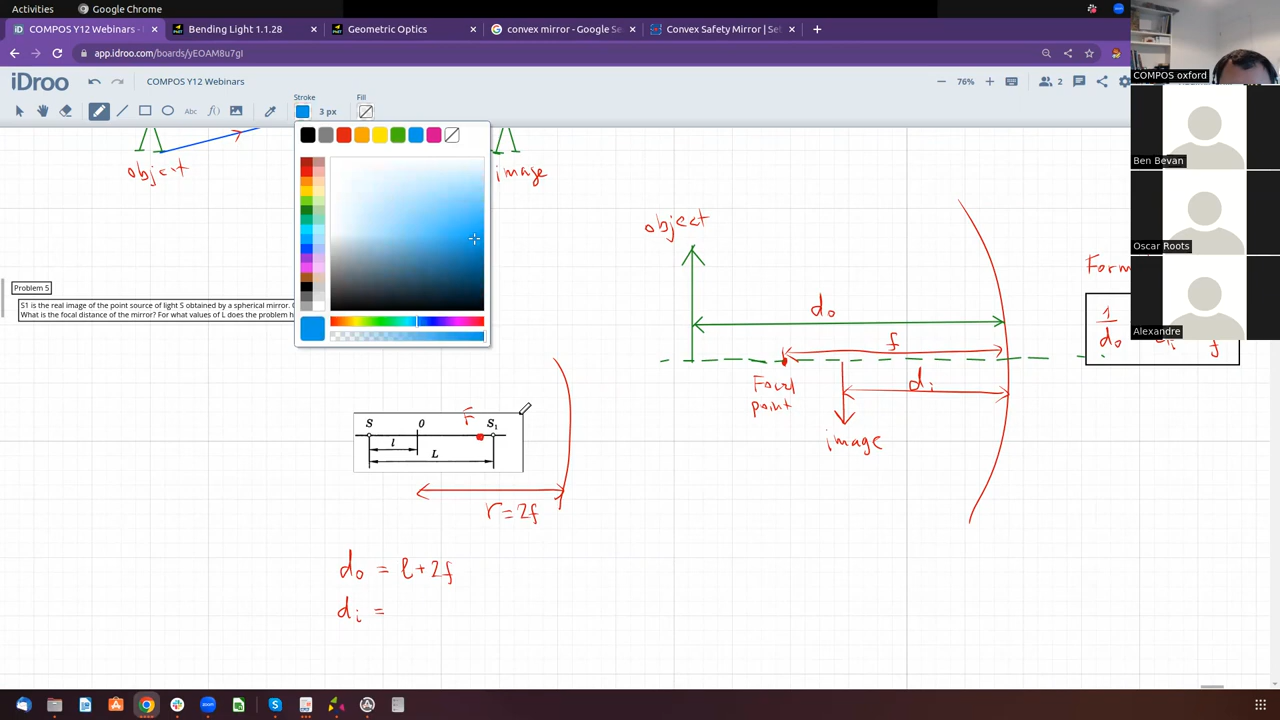 Activities
Google Chrome
COMPOS Y12 Webinars -
Bending Light 1.1.28
Geometric Optics
convex mirror - Google Se
Convex Safety Mirror | Se
app.idroo.com/boards/yEOAM8u7gI
iDroo
COMPOS Y12 Webinars
76%
2
Stroke
Fill
Abc
f()
3 px
COMPOS oxford
Ben Bevan
Oscar Roots
Alexandre
object
image
Problem 5
S1 is the real image of the point source of light S obtained by a spherical mirror.
What is the focal distance of the mirror? For what values of L does the problem h
S
O
F
S1
l
L
r = 2f
do = l + 2f
di =
object
do
f
Focal
point
di
image
Form
1
do
f